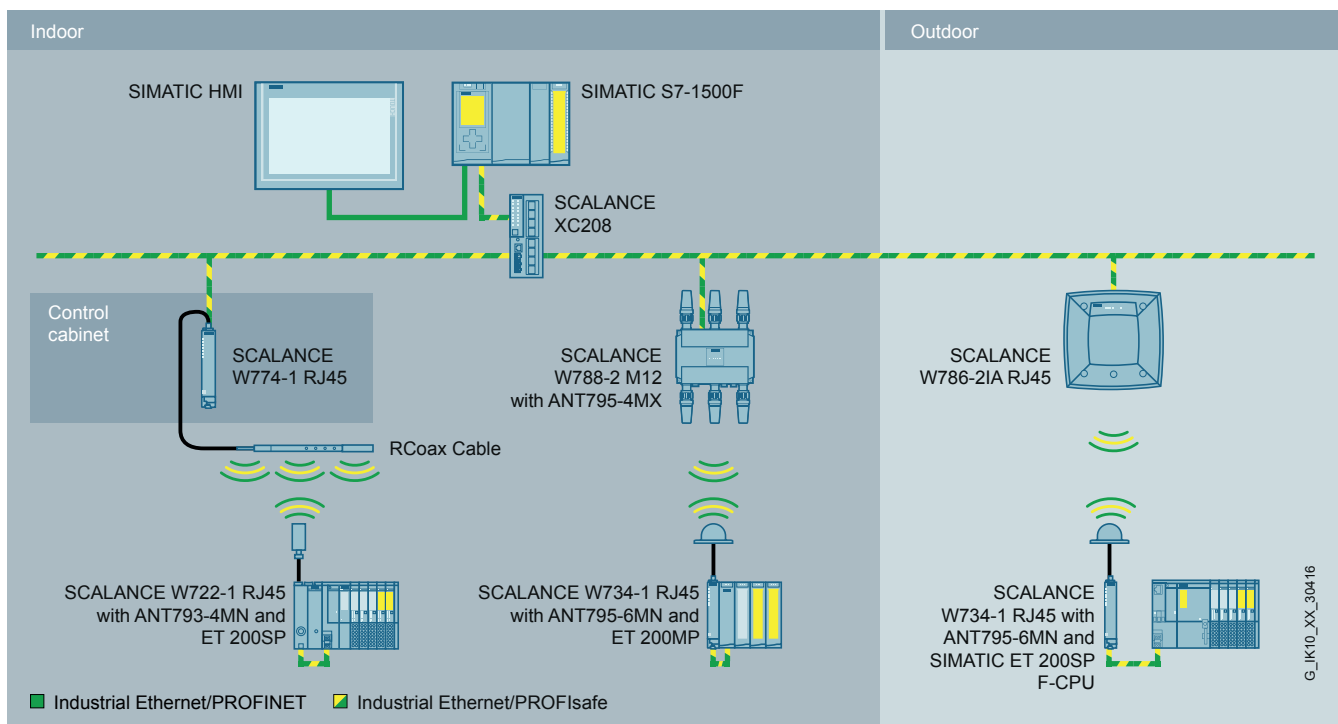 Indoor
Outdoor
SIMATIC HMI
SIMATIC S7-1500F
SCALANCE
XC208
Control
cabinet
SCALANCE
W774-1 RJ45
SCALANCE
W788-2 M12
with ANT795-4MX
SCALANCE
W786-2IA RJ45
RCoax Cable
SCALANCE W722-1 RJ45
with ANT793-4MN and
ET 200SP
SCALANCE W734-1 RJ45
with ANT795-6MN and
ET 200MP
SCALANCE
W734-1 RJ45 with
ANT795-6MN and
SIMATIC ET 200SP
F-CPU
G_IK10_XX_30416
Industrial Ethernet/PROFINET
Industrial Ethernet/PROFIsafe